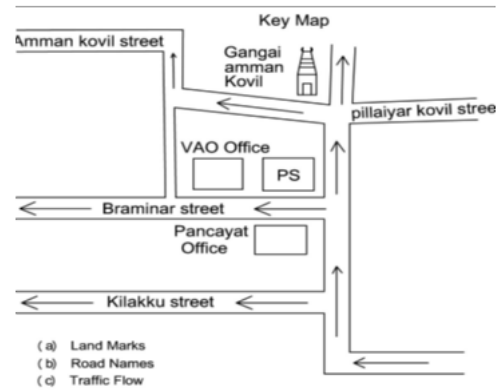 Key Map
Amman kovil street
Gangai
amman
Kovil
pillaiyar kovil stree
VAO Office
PS
Braminar street
Pancayat
Office
Kilakku street
(a) Land Marks
(b) Road Names
(c) Traffic Flow